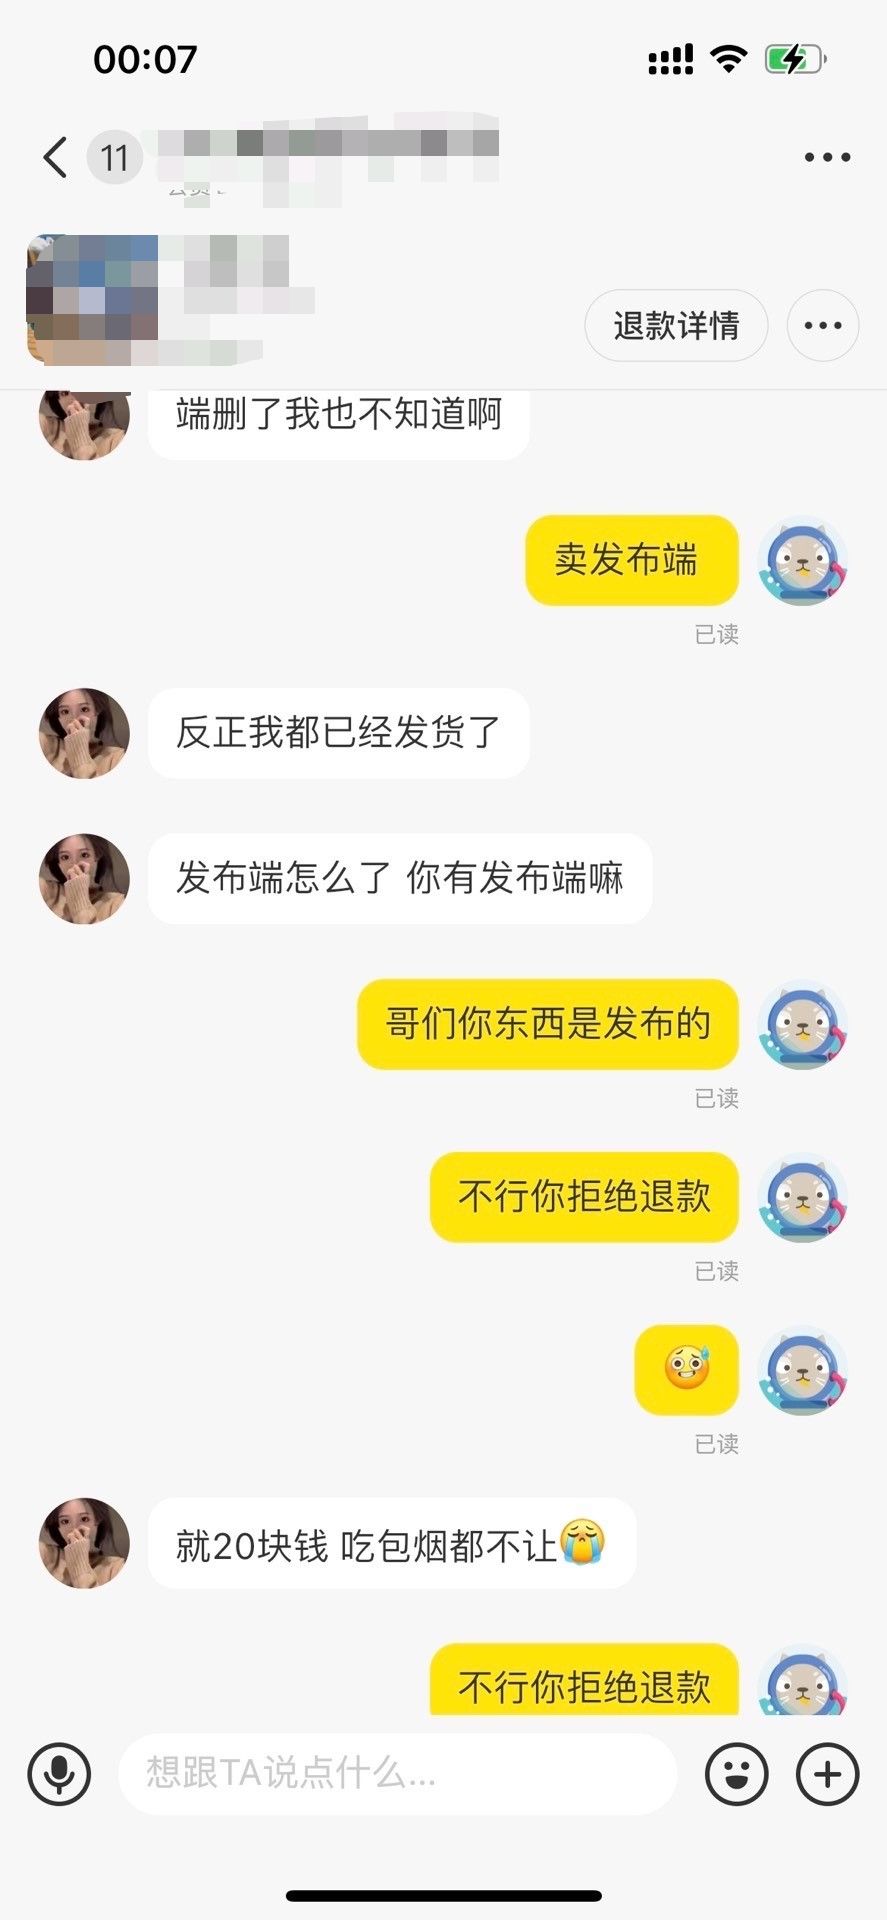 00:07
11
退款详情
端删了我也不知道啊
卖发布端
已读
反正我都已经发货了
发布端怎么了 你有发布端嘛
哥们你东西是发布的
已读
不行你拒绝退款
已读
😅
已读
就20块钱 吃包烟都不让😭
不行你拒绝退款
想跟TA说点什么...